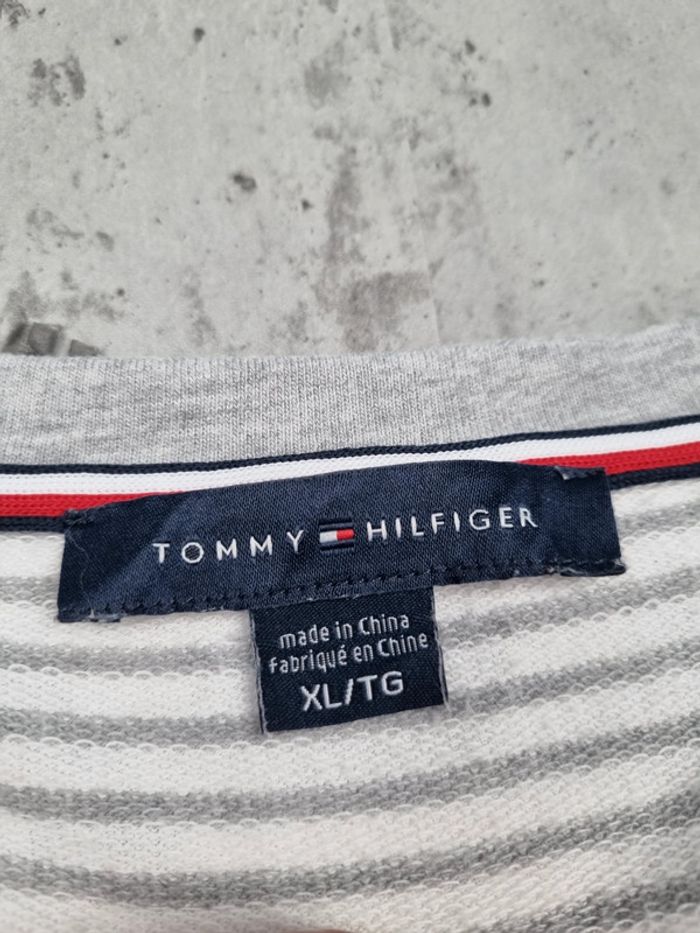 TOMMY HILFIGER
made in China
fabriqué en Chine
XL/TG